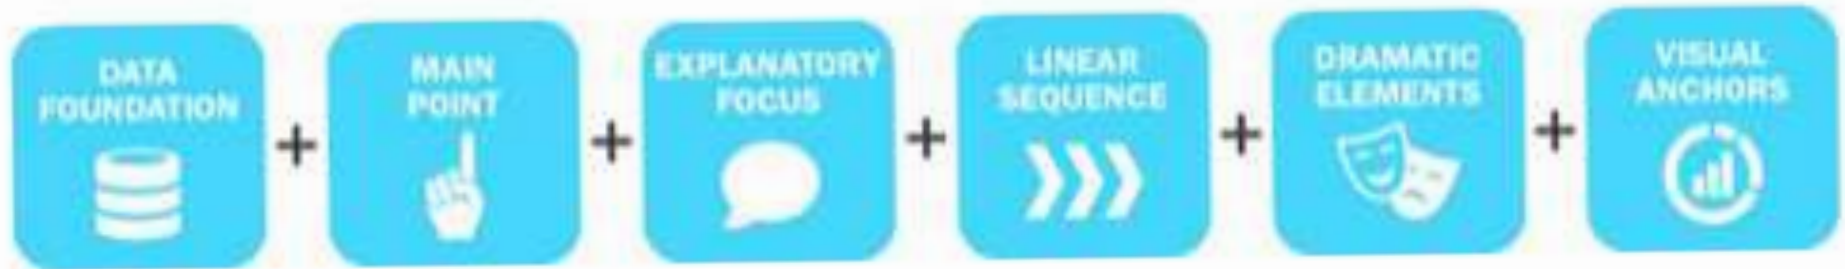 DATA
FOUNDATION
+
MAIN
POINT
+
EXPLANATORY
FOCUS
+
LINEAR
SEQUENCE
+
DRAMATIC
ELEMENTS
+
VISUAL
ANCHORS